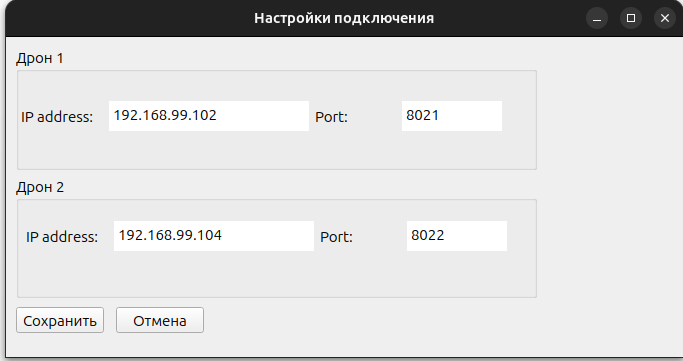 Настройки подключения
Дрон 1
IP address: 192.168.99.102 Port: 8021
Дрон 2
IP address: 192.168.99.104 Port: 8022
Сохранить Отмена